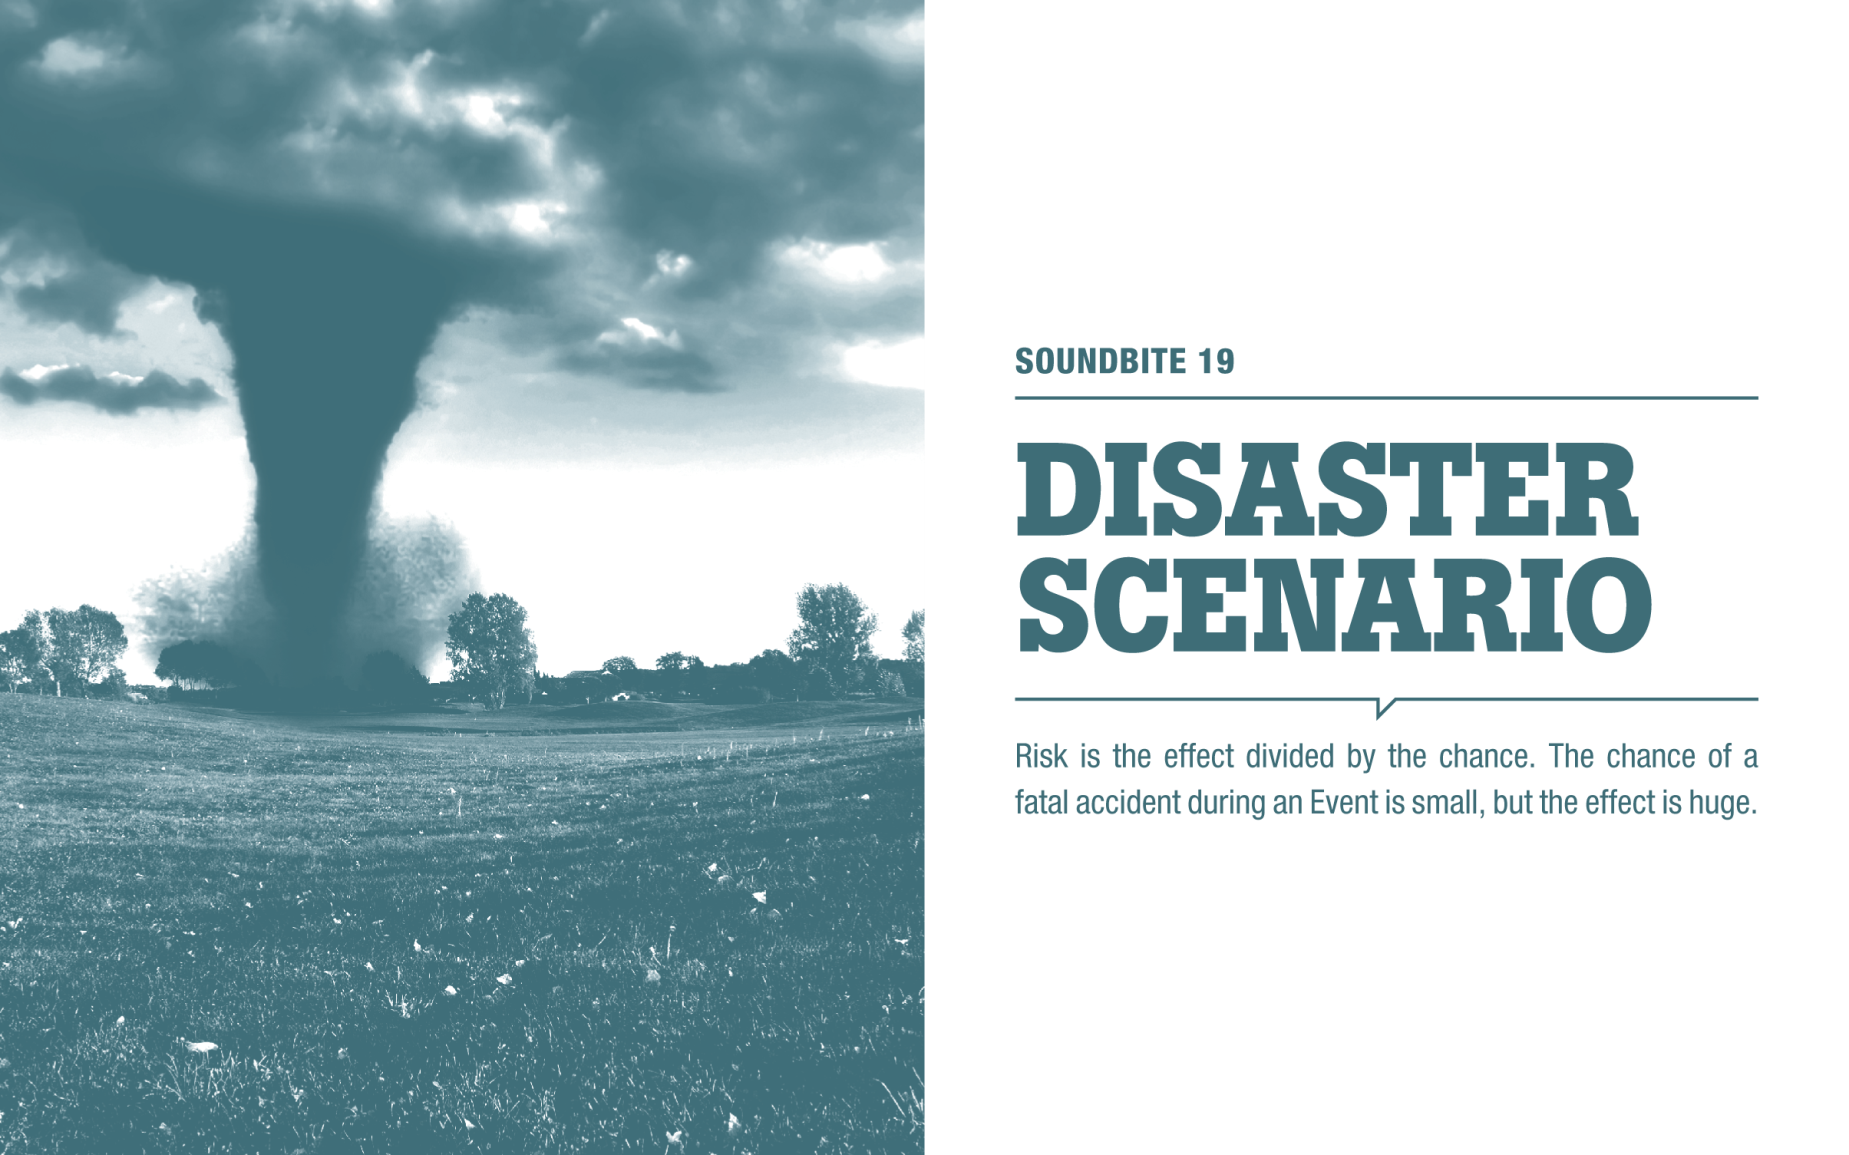 SOUNDBITE 19
DISASTER
SCENARIO
Risk is the effect divided by the chance. The chance of a
fatal accident during an Event is small, but the effect is huge.